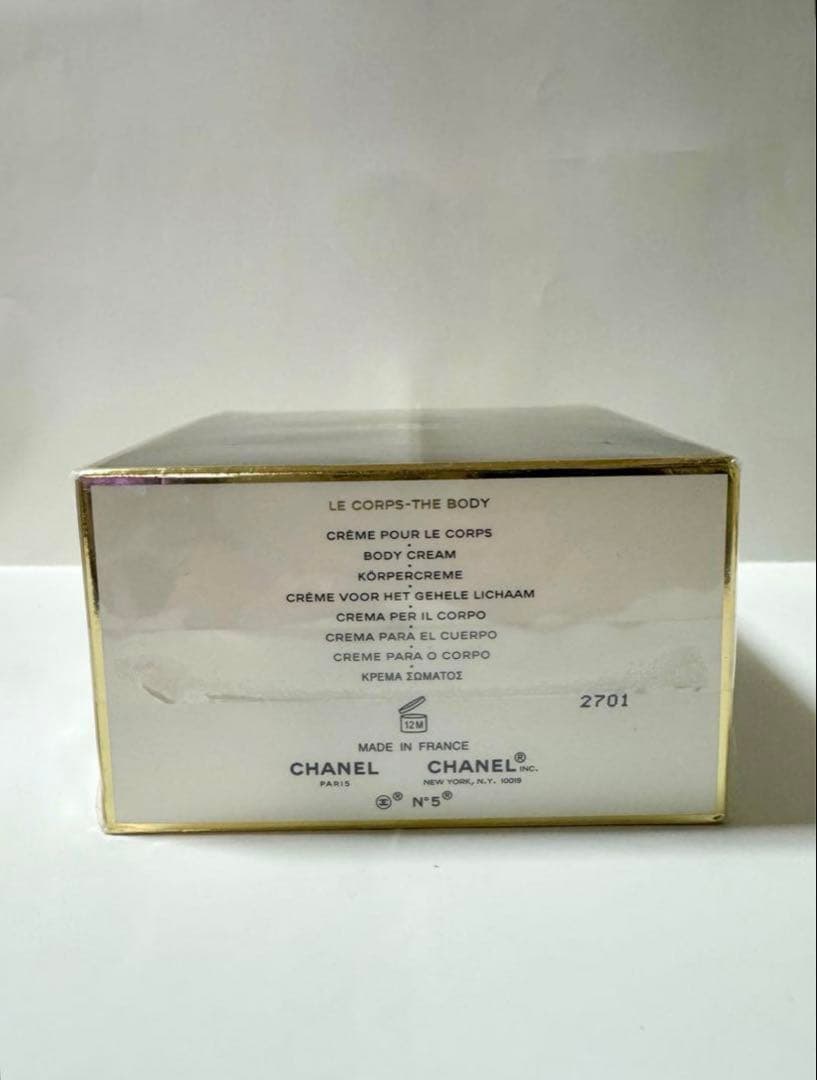 LE CORPS-THE BODY
CRÈME POUR LE CORPS
BODY CREAM
KÖRPERCREME
CRÈME VOOR HET GEHELE LICHAAM
CREMA PER IL CORPO
CREMA PARA EL CUERPO
CREME PARA O CORPO
ΚΡΕΜΑ ΣΩΜΑΤΟΣ
2701
12M
MADE IN FRANCE
CHANEL CHANEL® INC.
PARIS NEW YORK, N.Y. 10019
® N°5®